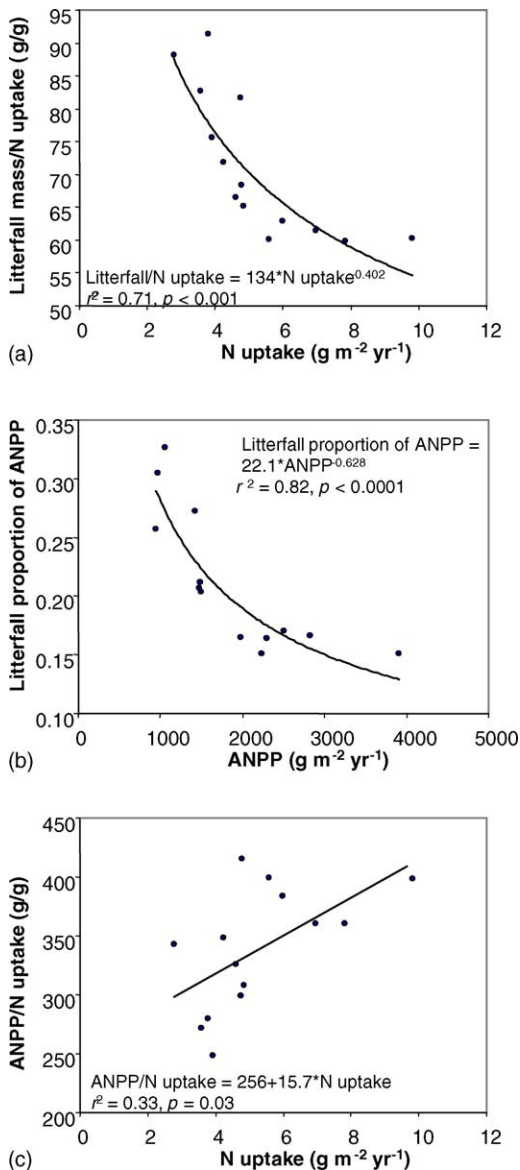 95
90
85
80
75
70
65
60
55
50
Litterfall mass/N uptake (g/g)
Litterfall/N uptake = 134*N uptake^0.402
r² = 0.71, p < 0.001
0 2 4 6 8 10 12
N uptake (g m⁻² yr⁻¹)
(a)
0.35
0.30
0.25
0.20
0.15
0.10
Litterfall proportion of ANPP
Litterfall proportion of ANPP =
22.1*ANPP^-0.628
r² = 0.82, p < 0.0001
0 1000 2000 3000 4000 5000
ANPP (g m⁻² yr⁻¹)
(b)
450
400
350
300
250
200
ANPP/N uptake (g/g)
ANPP/N uptake = 256+15.7*N uptake
r² = 0.33, p = 0.03
0 2 4 6 8 10 12
N uptake (g m⁻² yr⁻¹)
(c)